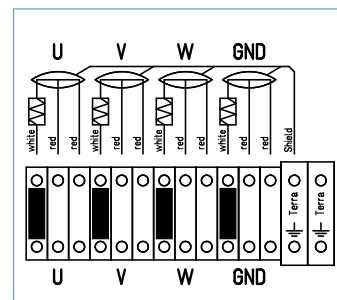 U V W GND
white red red white red red white red red white red red Shield
Terra Terra
U V W GND